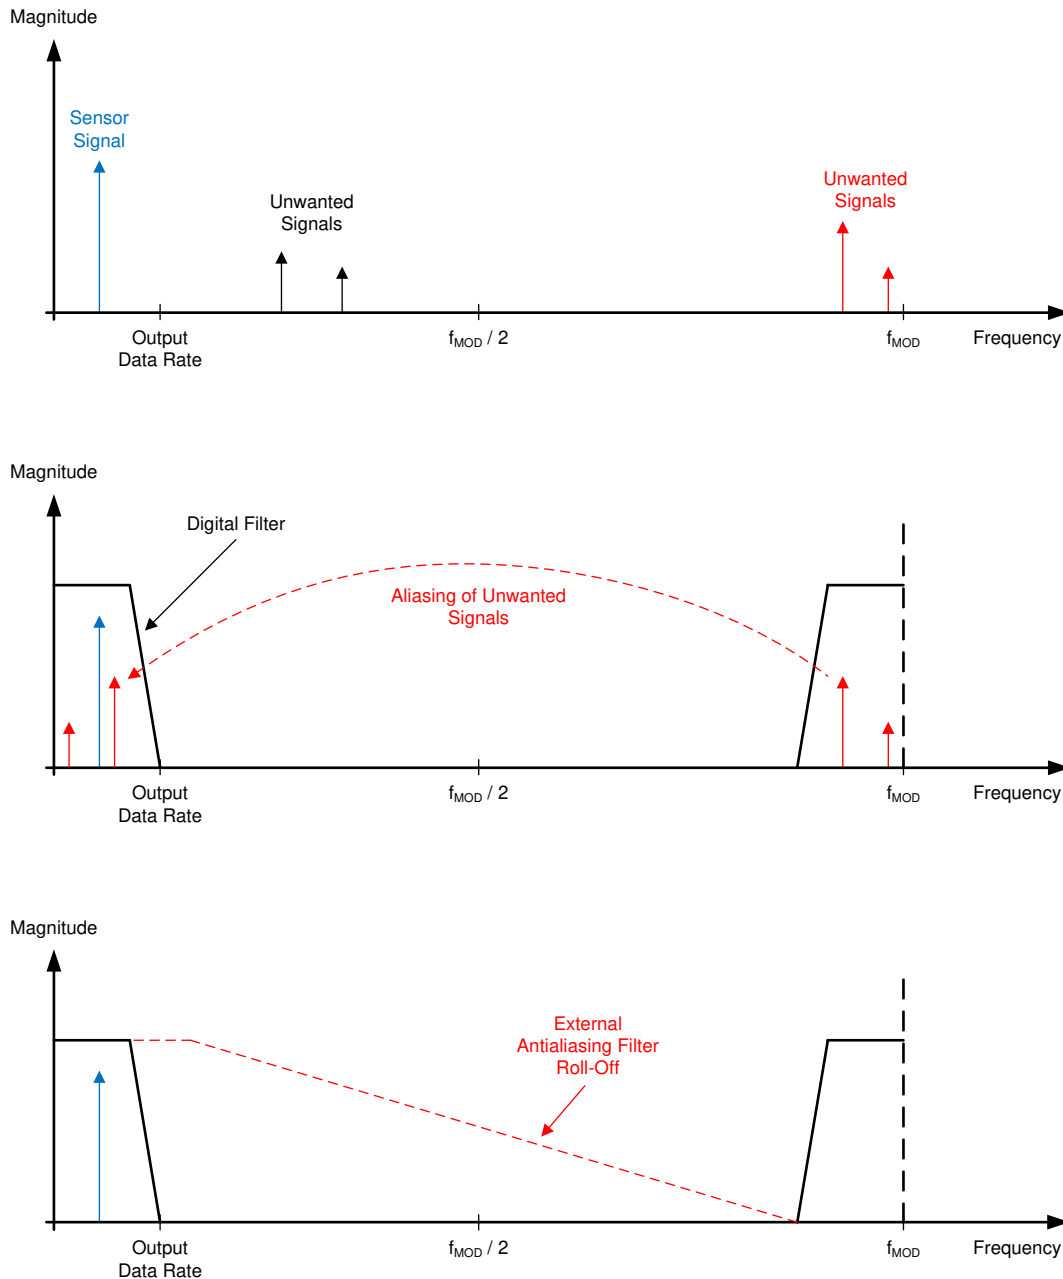 Magnitude
Sensor
Signal
Unwanted
Signals
Unwanted
Signals
Output
Data Rate
fMOD / 2
fMOD
Frequency
Magnitude
Digital Filter
Aliasing of Unwanted
Signals
Output
Data Rate
fMOD / 2
fMOD
Frequency
Magnitude
External
Antialiasing Filter
Roll-Off
Output
Data Rate
fMOD / 2
fMOD
Frequency